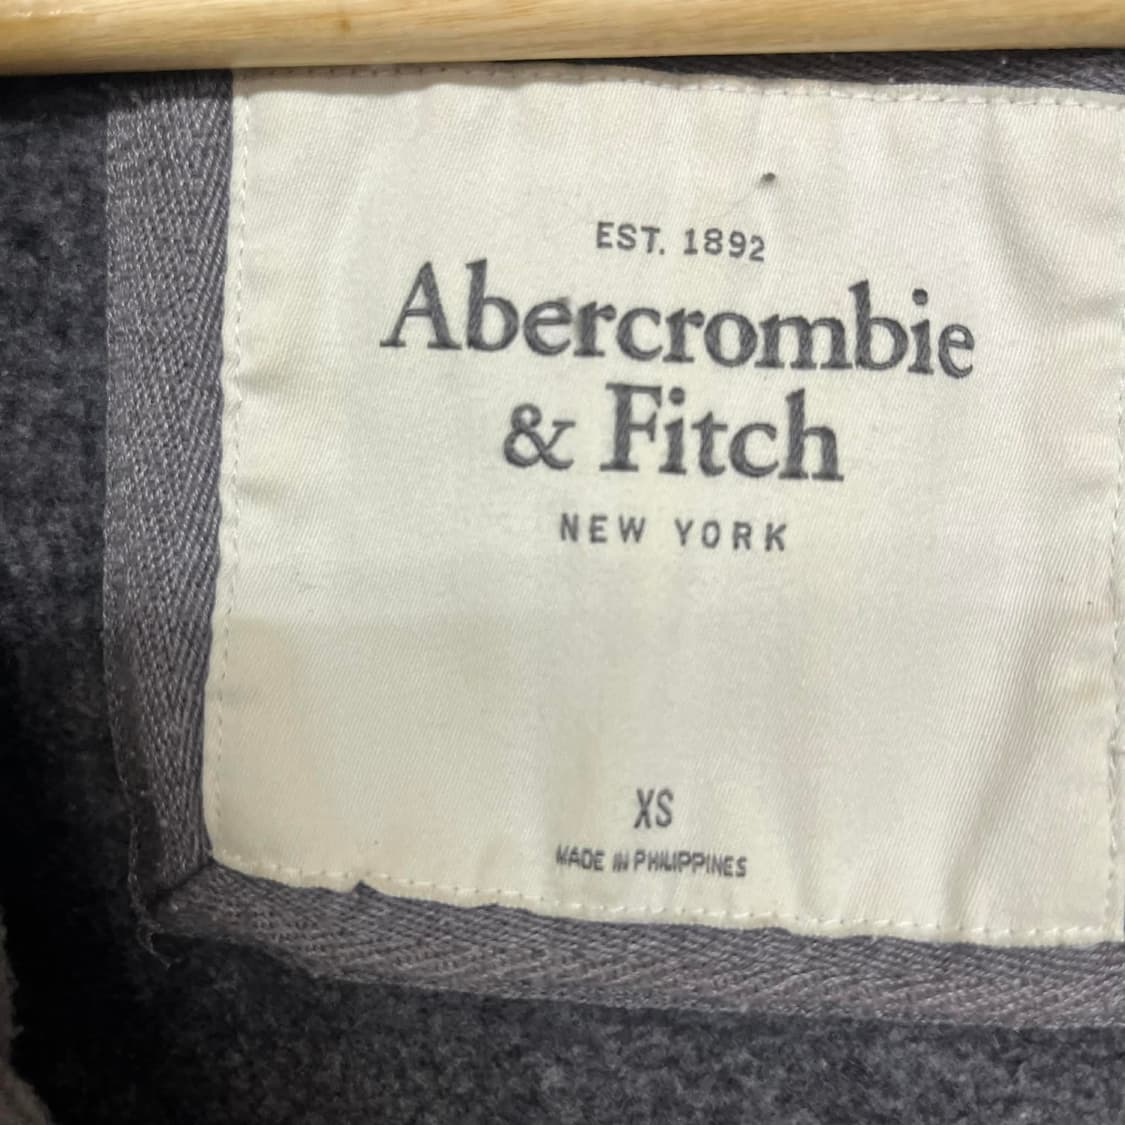 EST. 1892
Abercrombie
& Fitch
NEW YORK
XS
MADE IN PHILIPPINES